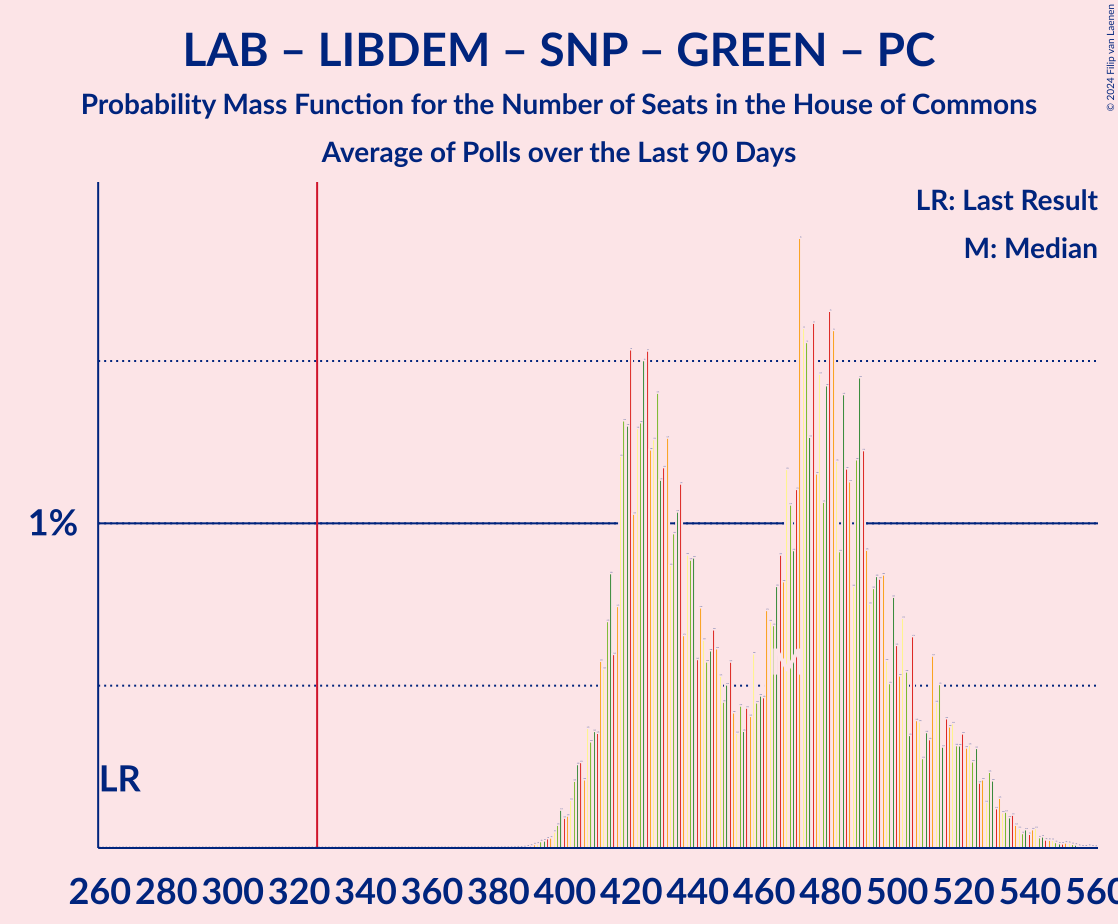 LAB – LIBDEM – SNP – GREEN – PC
Probability Mass Function for the Number of Seats in the House of Commons
Average of Polls over the Last 90 Days
© 2024 Filip van Laenen
LR: Last Result
M: Median
1%
LR
M
260 280 300 320 340 360 380 400 420 440 460 480 500 520 540 560